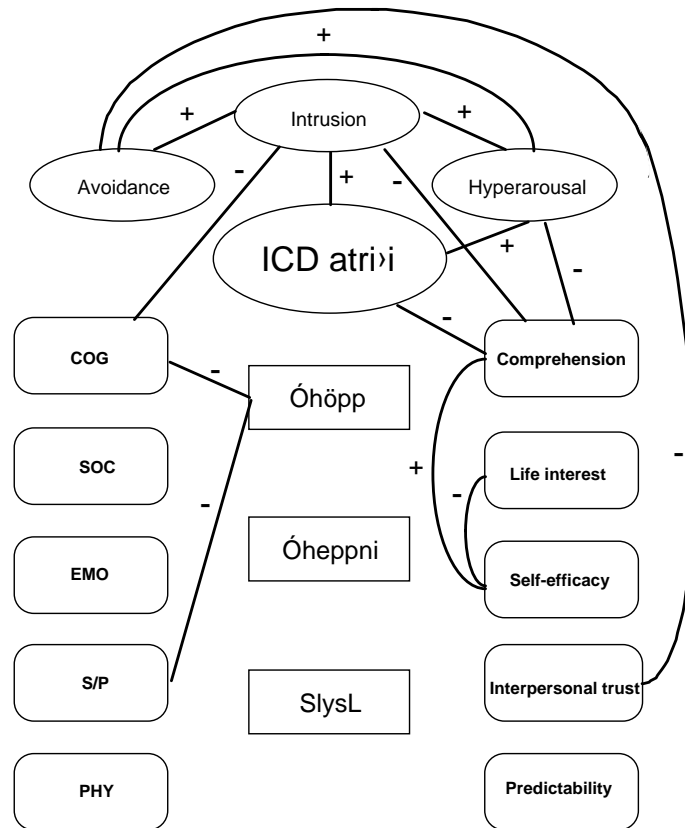 +
+
Intrusion
+
Avoidance
-
+
-
Hyperarousal
ICD atri›i
+
-
-
COG
Comprehension
-
Óhöpp
SOC
+
-
Life interest
-
-
Óheppni
EMO
Self-efficacy
S/P
SlysL
Interpersonal trust
PHY
Predictability